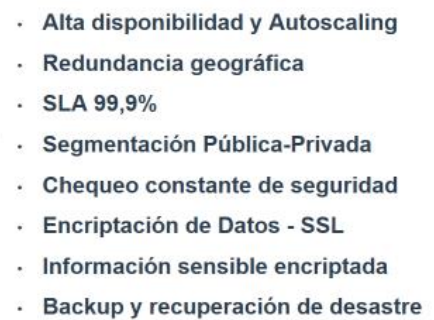 · Alta disponibilidad y Autoscaling
· Redundancia geográfica
· SLA 99,9%
· Segmentación Pública-Privada
· Chequeo constante de seguridad
· Encriptación de Datos - SSL
· Información sensible encriptada
· Backup y recuperación de desastre